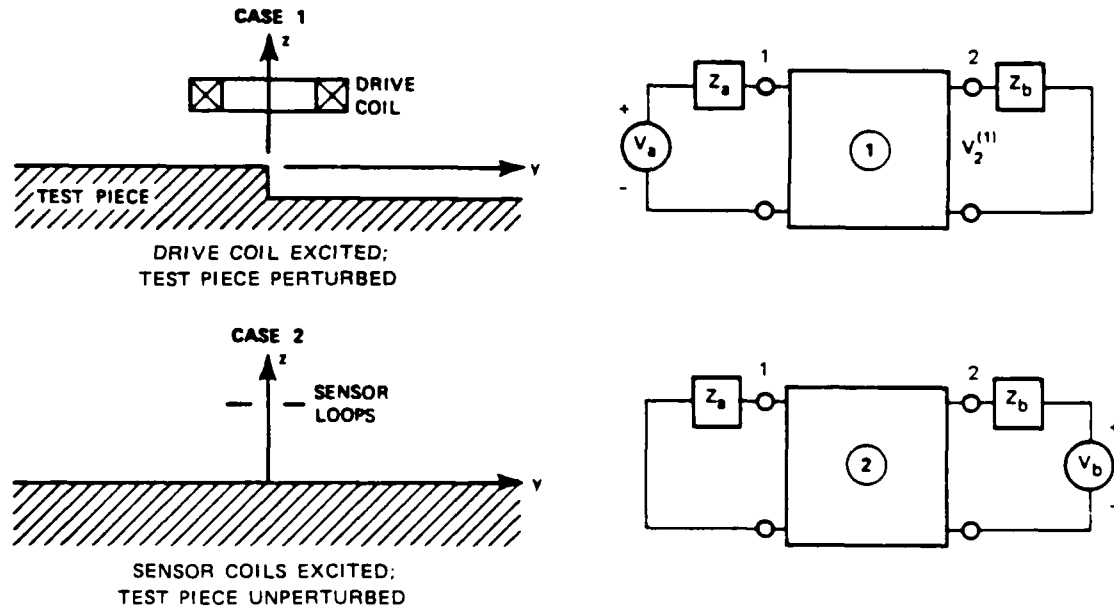 CASE 1
z
DRIVE
COIL
y
TEST PIECE
DRIVE COIL EXCITED;
TEST PIECE PERTURBED
1
2
Z_a
Z_b
+
V_a
-
1
V_2^(1)
CASE 2
z
SENSOR
LOOPS
y
SENSOR COILS EXCITED;
TEST PIECE UNPERTURBED
1
2
Z_a
Z_b
+
2
V_b
-